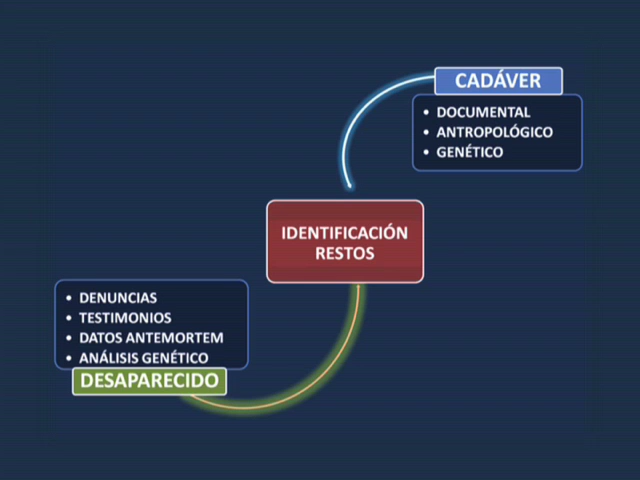 CADÁVER
• DOCUMENTAL
• ANTROPOLÓGICO
• GENÉTICO
IDENTIFICACIÓN
RESTOS
• DENUNCIAS
• TESTIMONIOS
• DATOS ANTEMORTEM
• ANÁLISIS GENÉTICO
DESAPARECIDO